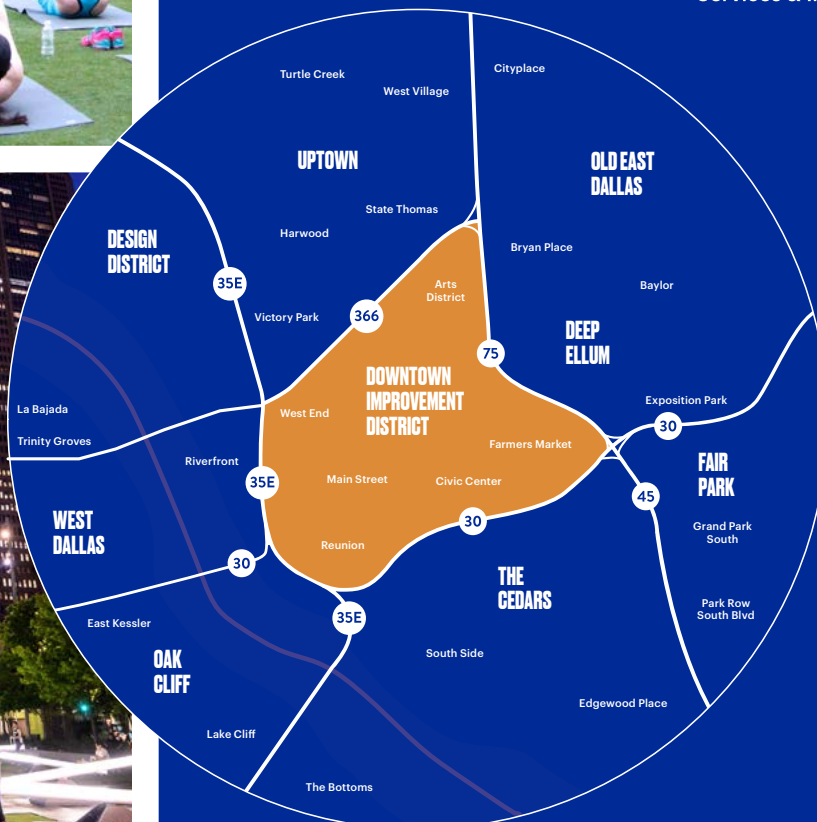 Turtle Creek
West Village
Cityplace
UPTOWN
OLD EAST
DALLAS
State Thomas
Harwood
DESIGN
DISTRICT
Bryan Place
35E
Arts
District
Baylor
Victory Park
366
DEEP
ELLUM
75
DOWNTOWN
IMPROVEMENT
DISTRICT
La Bajada
West End
Exposition Park
30
Trinity Groves
Farmers Market
Riverfront
FAIR
PARK
35E
Main Street
Civic Center
45
WEST
DALLAS
30
Grand Park
South
Reunion
30
THE
CEDARS
Park Row
South Blvd
East Kessler
35E
OAK
CLIFF
South Side
Edgewood Place
Lake Cliff
The Bottoms